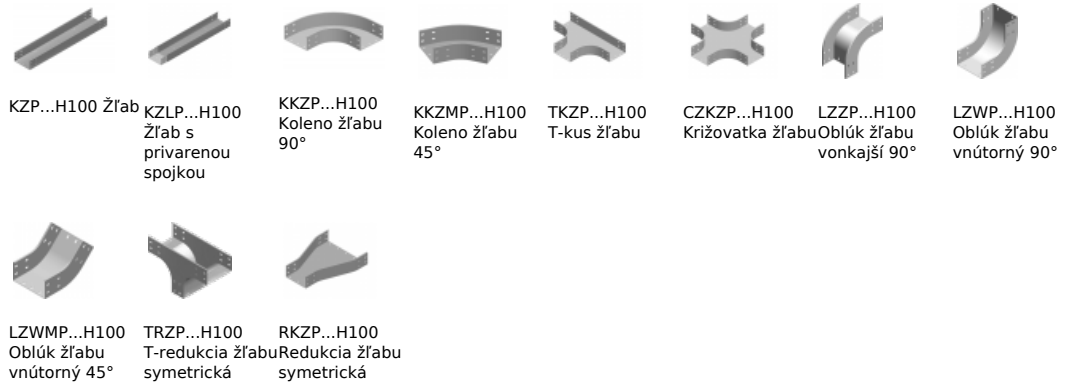 KZP...H100 Žľab
KZLP...H100
Žľab s
privarenou
spojkou
KKZP...H100
Koleno žľabu
90°
KKZMP...H100
Koleno žľabu
45°
TKZP...H100
T-kus žľabu
CZKZP...H100
Križovatka žľabu
LZZP...H100
Oblúk žľabu
vonkajší 90°
LZWP...H100
Oblúk žľabu
vnútorný 90°
LZWMP...H100
Oblúk žľabu
vnútorný 45°
TRZP...H100
T-redukcia žľabu
symetrická
RKZP...H100
Redukcia žľabu
symetrická